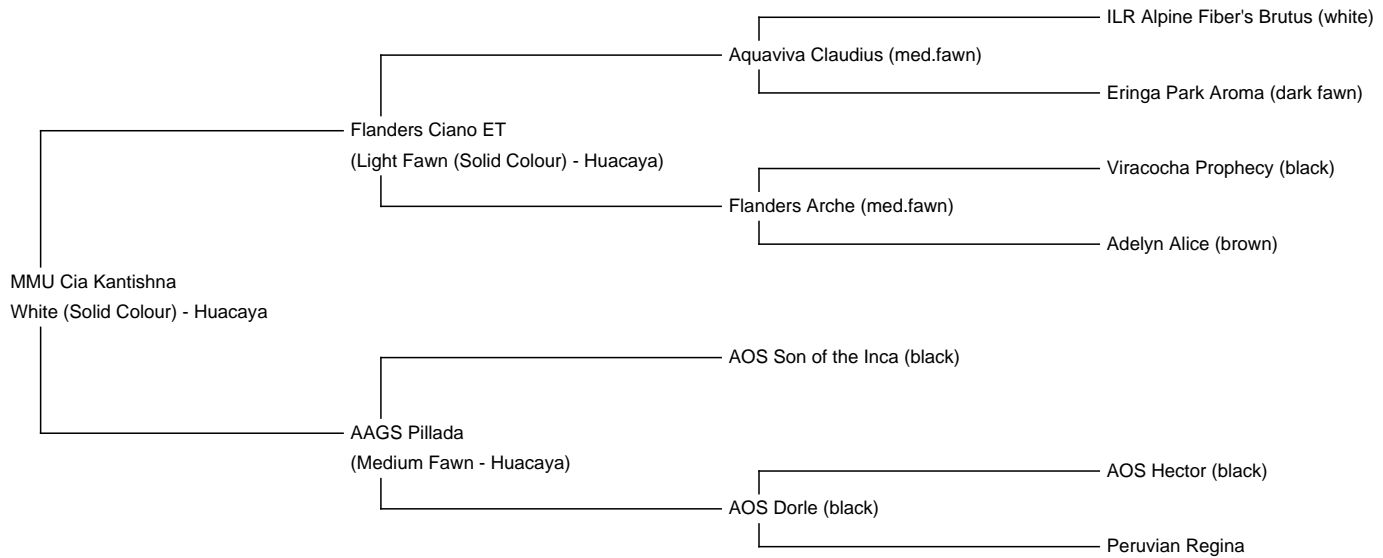 ILR Alpine Fiber's Brutus (white)
Aquaviva Claudius (med.fawn)
Eringa Park Aroma (dark fawn)
Flanders Ciano ET
(Light Fawn (Solid Colour) - Huacaya)
Viracocha Prophecy (black)
Flanders Arche (med.fawn)
Adelyn Alice (brown)
MMU Cia Kantishna
White (Solid Colour) - Huacaya
AOS Son of the Inca (black)
AAGS Pillada
(Medium Fawn - Huacaya)
AOS Hector (black)
AOS Dorle (black)
Peruvian Regina